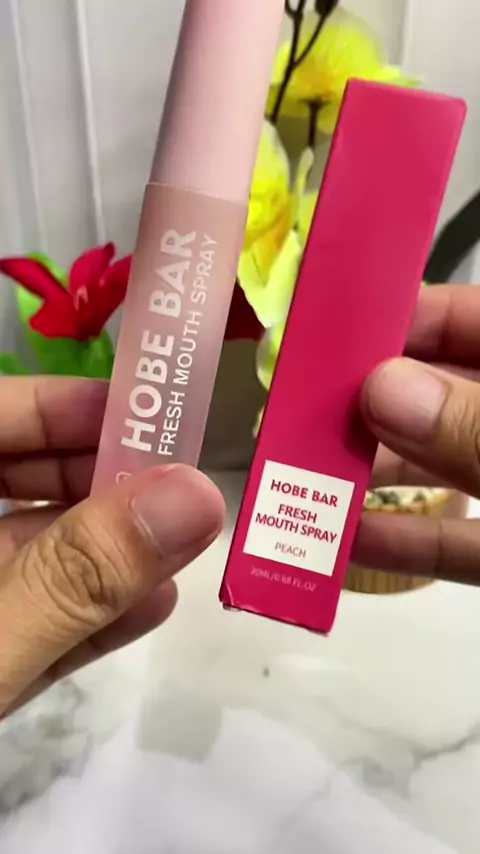 HOBE BAR
FRESH MOUTH SPRAY
HOBE BAR
FRESH
MOUTH SPRAY
PEACH
20ML/0.68 FL.OZ